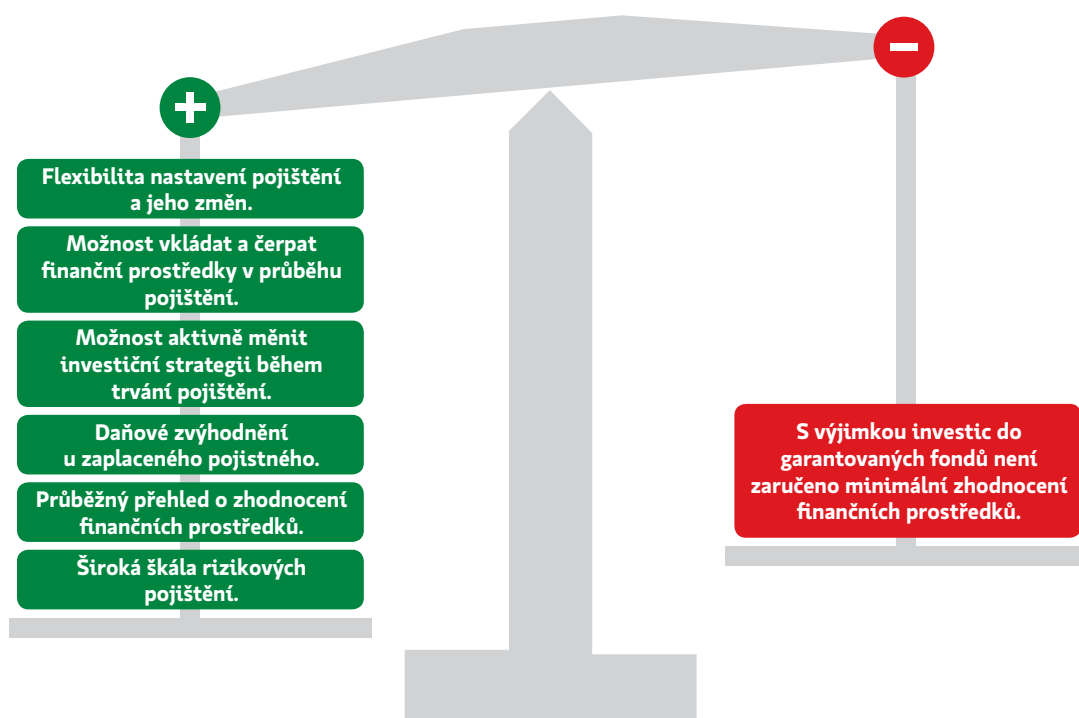 Flexibilita nastavení pojištění
a jeho změn.
Možnost vkládat a čerpat
finanční prostředky v průběhu
pojištění.
Možnost aktivně měnit
investiční strategii během
trvání pojištění.
Daňové zvýhodnění
u zaplaceného pojistného.
Průběžný přehled o zhodnocení
finančních prostředků.
Široká škála rizikových
pojištění.
S výjimkou investic do
garantovaných fondů není
zaručeno minimální zhodnocení
finančních prostředků.